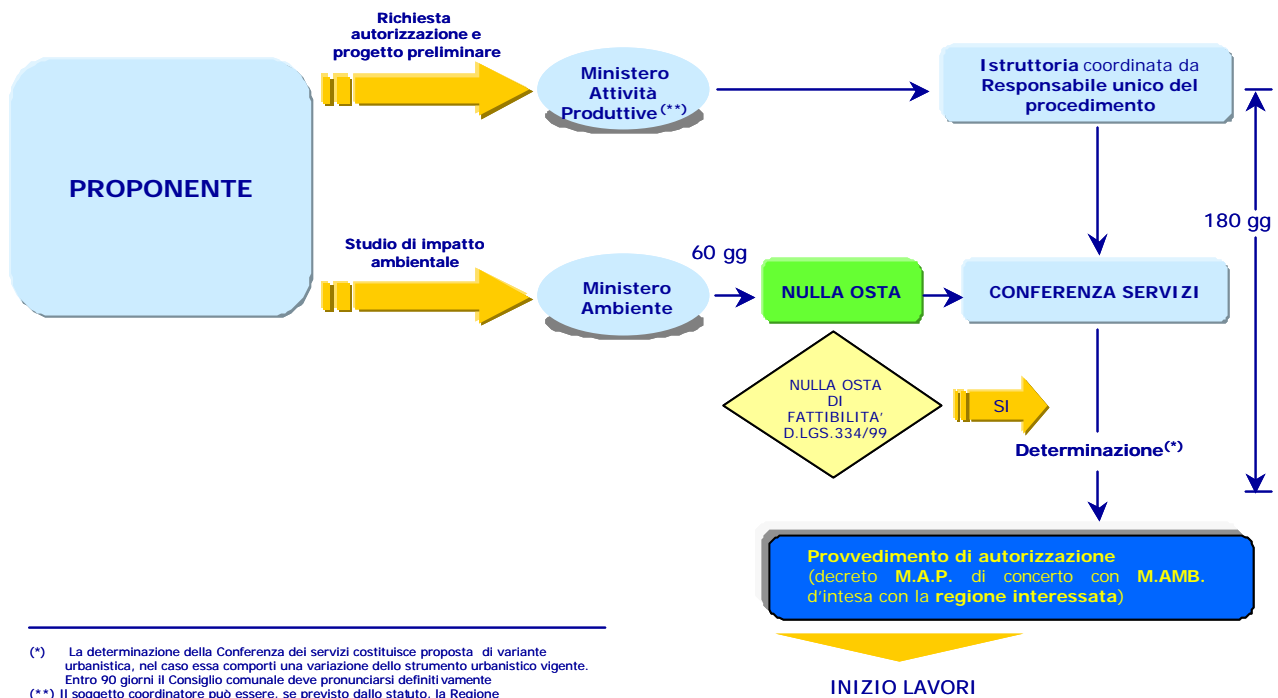 Richiesta
autorizzazione e
progetto preliminare
Ministero
Attività
Produttive(**)
Istruttoria coordinata da
Responsabile unico del
procedimento
PROPONENTE
180 gg
Studio di impatto
ambientale
60 gg
Ministero
Ambiente
NULLA OSTA
CONFERENZA SERVIZI
NULLA OSTA
DI
FATTIBILITA'
D.LGS.334/99
SI
Determinazione(*)
Provvedimento di autorizzazione
(decreto M.A.P. di concerto con M.AMB.
d'intesa con la regione interessata)
(*) La determinazione della Conferenza dei servizi costituisce proposta di variante
urbanistica, nel caso essa comporti una variazione dello strumento urbanistico vigente.
Entro 90 giorni il Consiglio comunale deve pronunciarsi definitivamente
(**) Il soggetto coordinatore può essere, se previsto dallo statuto, la Regione
INIZIO LAVORI